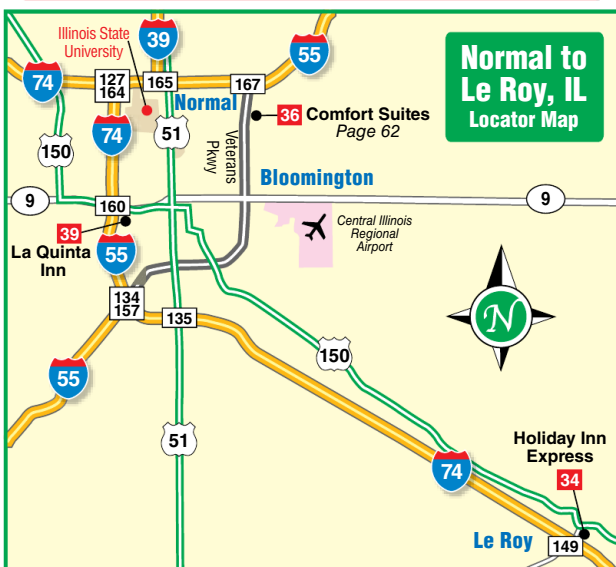 Illinois State
University
39
55
Normal to
Le Roy, IL
Locator Map
74
127
164
165
167
Normal
36 Comfort Suites
Page 62
74
51
150
Veterans
Pkwy
Bloomington
9
160
9
39
La Quinta
Inn
Central Illinois
Regional
Airport
55
134
157
135
N
150
55
51
Holiday Inn
Express
74
34
Le Roy
149